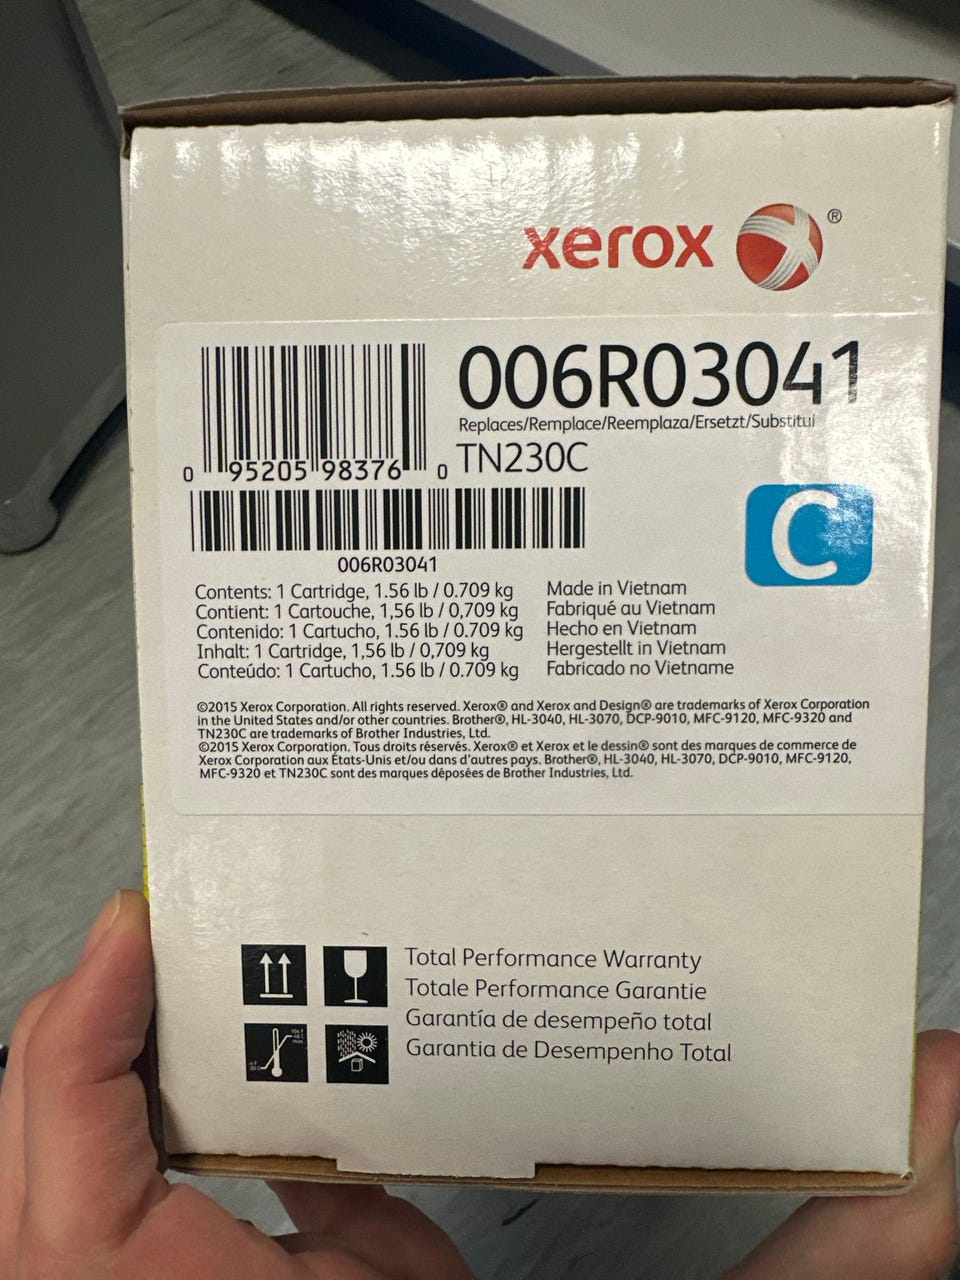 xerox ®
006R03041
Replaces/Remplace/Reemplaza/Ersetzt/Substitui
TN230C
0 95205 98376 0
C
006R03041
Contents: 1 Cartridge, 1.56 lb / 0.709 kg
Contient: 1 Cartouche, 1,56 lb / 0,709 kg
Contenido: 1 Cartucho, 1.56 lb / 0.709 kg
Inhalt: 1 Cartridge, 1,56 lb / 0,709 kg
Conteúdo: 1 Cartucho, 1.56 lb / 0.709 kg
Made in Vietnam
Fabriqué au Vietnam
Hecho en Vietnam
Hergestellt in Vietnam
Fabricado no Vietname
©2015 Xerox Corporation. All rights reserved. Xerox® and Xerox and Design® are trademarks of Xerox Corporation
in the United States and/or other countries. Brother®, HL-3040, HL-3070, DCP-9010, MFC-9120, MFC-9320 and
TN230C are trademarks of Brother Industries, Ltd.
©2015 Xerox Corporation. Tous droits réservés. Xerox® et Xerox et le dessin® sont des marques de commerce de
Xerox Corporation aux États-Unis et/ou dans d'autres pays. Brother®, HL-3040, HL-3070, DCP-9010, MFC-9120,
MFC-9320 et TN230C sont des marques déposées de Brother Industries, Ltd.
Total Performance Warranty
Totale Performance Garantie
Garantía de desempeño total
Garantia de Desempenho Total
104 F
40 C
max.
-4 F
-20 C